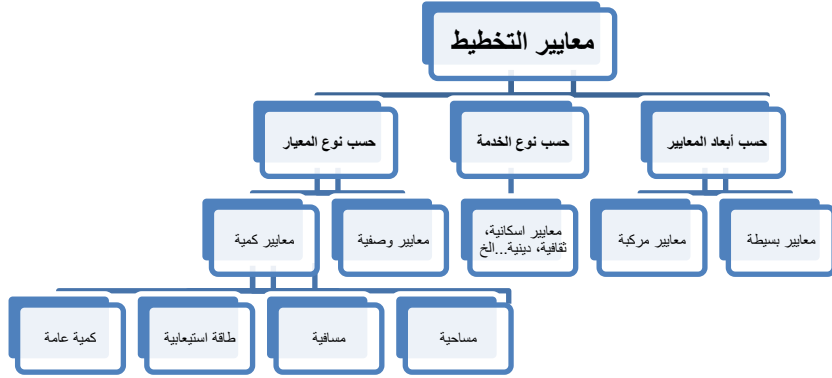 معايير التخطيط
حسب أبعاد المعايير
حسب نوع الخدمة
حسب نوع المعيار
معايير بسيطة
معايير مركبة
معايير اسكانية،
ثقافية، دينية...الخ
معايير وصفية
معايير كمية
مساحية
مسافية
طاقة استيعابية
كمية عامة